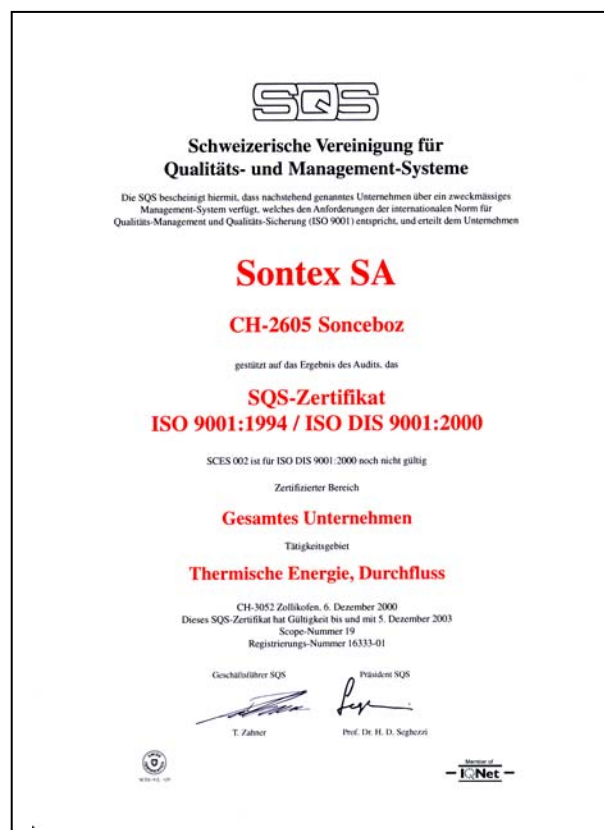 SQS
Schweizerische Vereinigung für
Qualitäts- und Management-Systeme
Die SQS bescheinigt hiermit, dass nachstehend genanntes Unternehmen über ein zweckmässiges
Management-System verfügt, welches den Anforderungen der internationalen Norm für
Qualitäts-Management und Qualitäts-Sicherung (ISO 9001) entspricht, und erteilt dem Unternehmen
Sontex SA
CH-2605 Sonceboz
gestützt auf das Ergebnis des Audits, das
SQS-Zertifikat
ISO 9001:1994 / ISO DIS 9001:2000
SCES 002 ist für ISO DIS 9001:2000 noch nicht gültig
Zertifizierter Bereich
Gesamtes Unternehmen
Tätigkeitsgebiet
Thermische Energie, Durchfluss
CH-3052 Zollikofen, 6. Dezember 2000
Dieses SQS-Zertifikat hat Gültigkeit bis und mit 5. Dezember 2003
Scope-Nummer 19
Registrierungs-Nummer 16333-01
Geschäftsführer SQS Präsident SQS
T. Zahner Prof. Dr. H. D. Seghezzi
Member of
IQNet